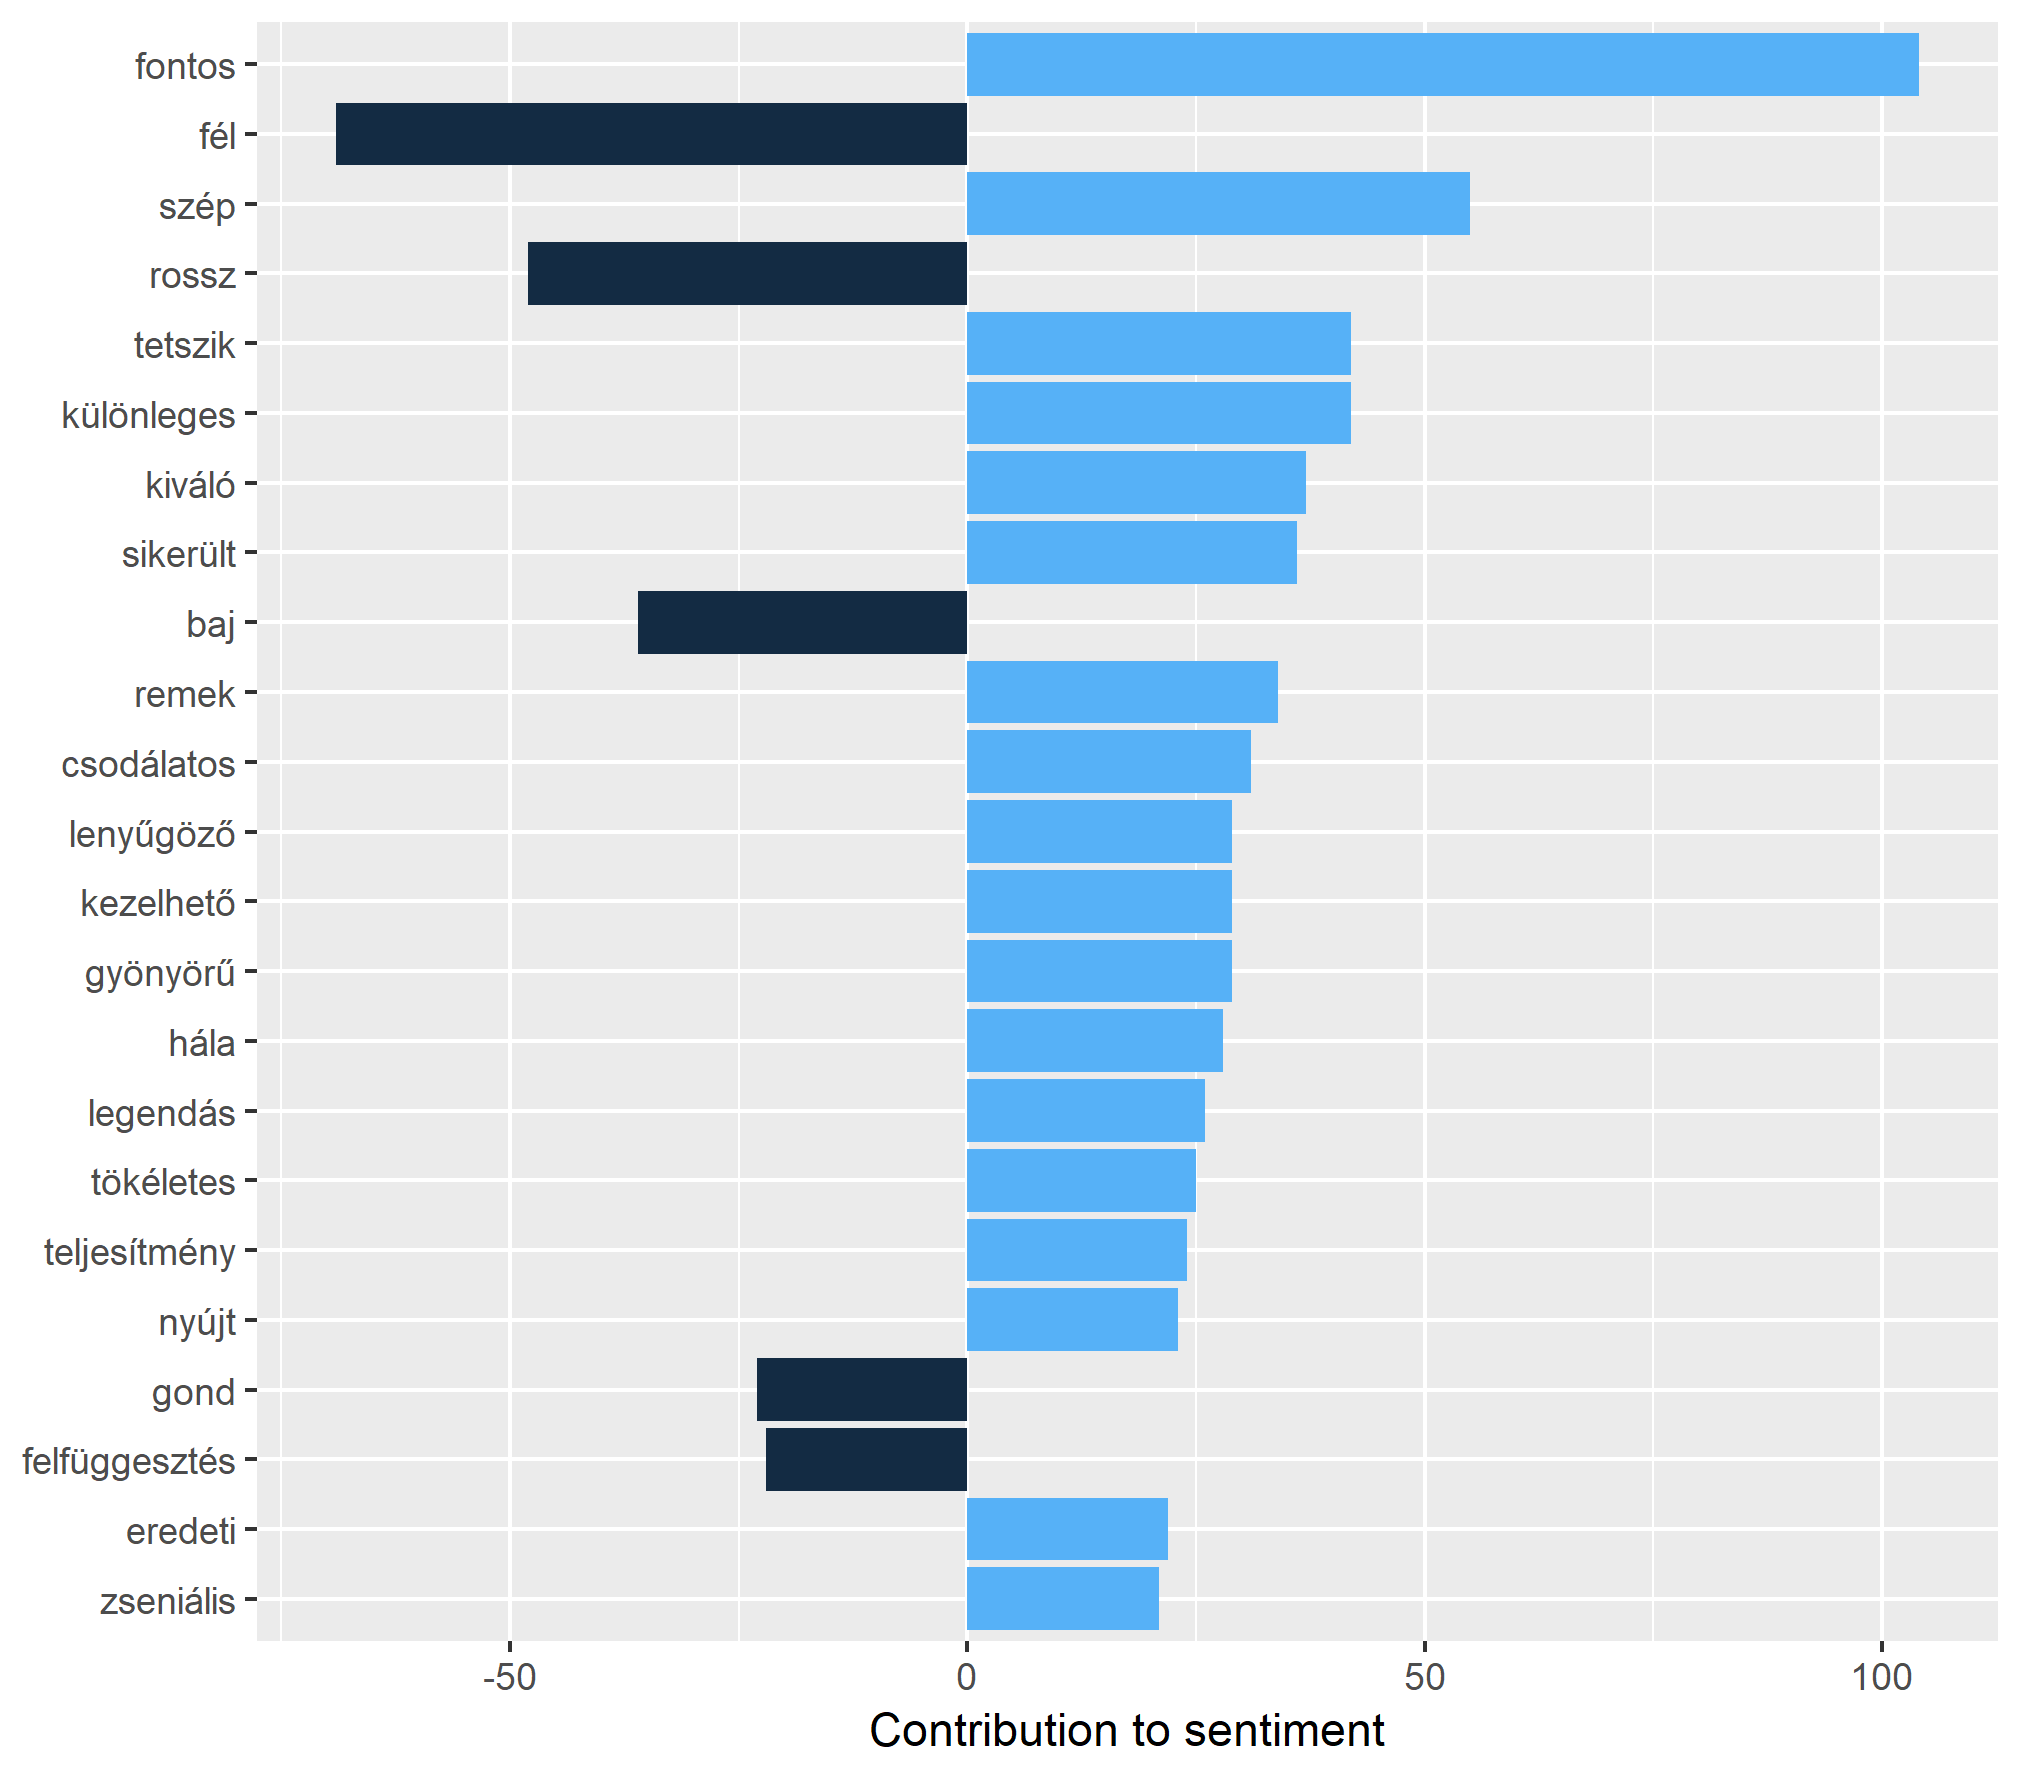 fontos
fél
szép
rossz
tetszik
különleges
kiváló
sikerült
baj
remek
csodálatos
lenyűgöző
kezelhető
gyönyörű
hála
legendás
tökéletes
teljesítmény
nyújt
gond
felfüggesztés
eredeti
zseniális
-50 0 50 100
Contribution to sentiment